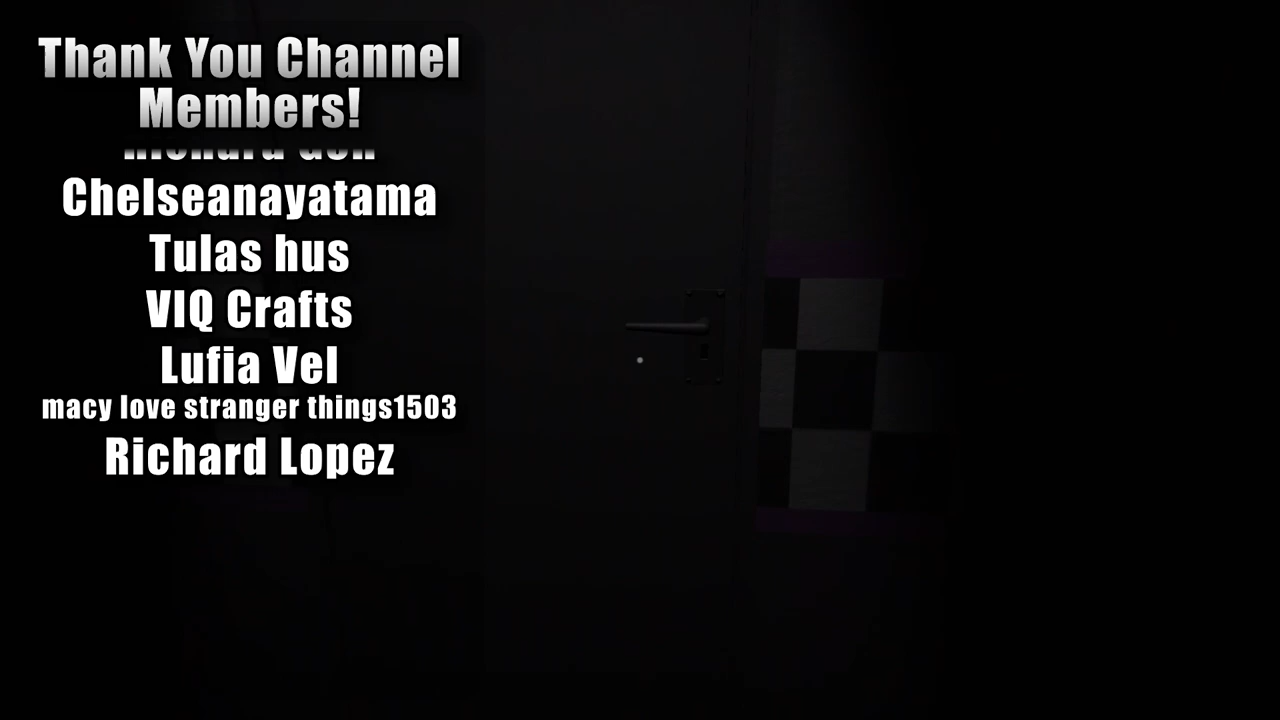 Thank You Channel
Members!
Chelseanayatama
Tulas hus
VIQ Crafts
Lufia Vel
macy love stranger things1503
Richard Lopez